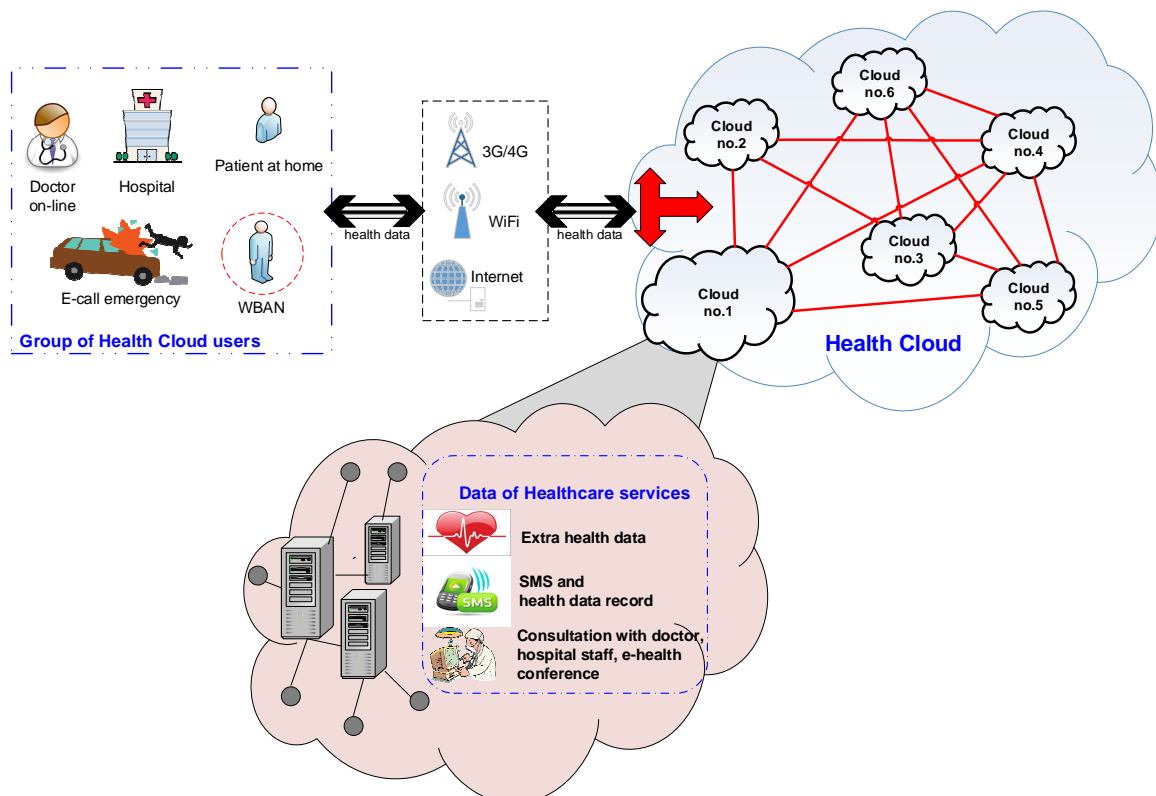 Doctor
on-line
Hospital
Patient at home
E-call emergency
WBAN
Group of Health Cloud users
health data
3G/4G
WiFi
Internet
health data
Cloud
no.6
Cloud
no.2
Cloud
no.4
Cloud
no.3
Cloud
no.1
Cloud
no.5
Health Cloud
Data of Healthcare services
Extra health data
SMS
SMS and
health data record
Consultation with doctor,
hospital staff, e-health
conference